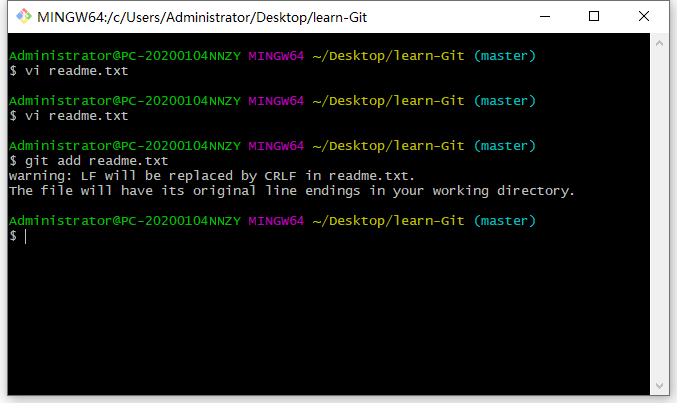 MINGW64:/c/Users/Administrator/Desktop/learn-Git
Administrator@PC-20200104NNZY MINGW64 ~/Desktop/learn-Git (master)
$ vi readme.txt
Administrator@PC-20200104NNZY MINGW64 ~/Desktop/learn-Git (master)
$ vi readme.txt
Administrator@PC-20200104NNZY MINGW64 ~/Desktop/learn-Git (master)
$ git add readme.txt
warning: LF will be replaced by CRLF in readme.txt.
The file will have its original line endings in your working directory.
Administrator@PC-20200104NNZY MINGW64 ~/Desktop/learn-Git (master)
$